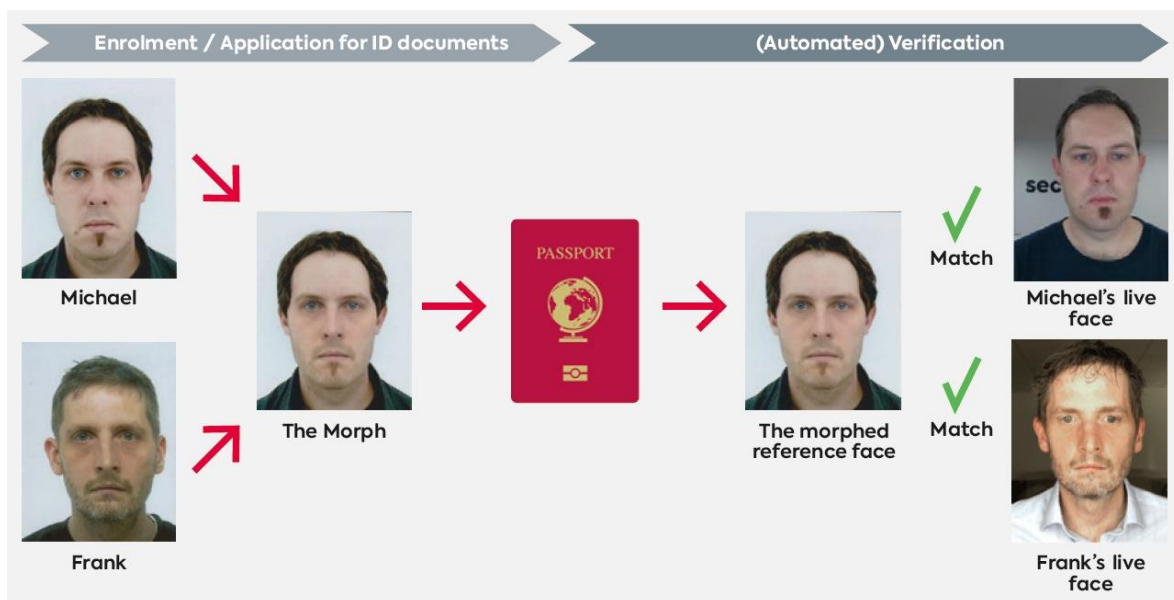 Enrolment / Application for ID documents
(Automated) Verification
Michael
Frank
The Morph
PASSPORT
The morphed
reference face
Match
Match
sec
Michael's live
face
Frank's live
face